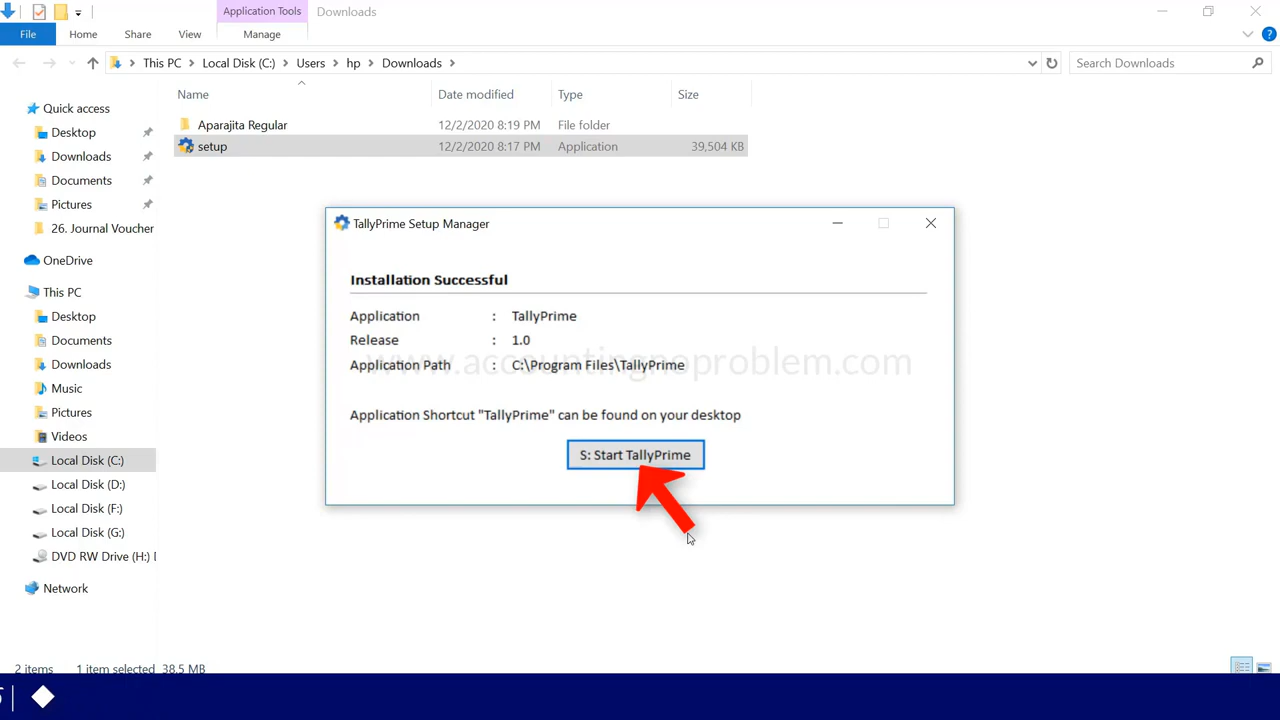 Application Tools
Downloads
File
Home
Share
View
Manage
This PC
Local Disk (C:)
Users
hp
Downloads
Search Downloads
Name
Date modified
Type
Size
Aparajita Regular
12/2/2020 8:19 PM
File folder
setup
12/2/2020 8:17 PM
Application
39,504 KB
Quick access
Desktop
Downloads
Documents
Pictures
26. Journal Voucher
OneDrive
This PC
Desktop
Documents
Downloads
Music
Pictures
Videos
Local Disk (C:)
Local Disk (D:)
Local Disk (F:)
Local Disk (G:)
DVD RW Drive (H:)
Network
TallyPrime Setup Manager
Installation Successful
Application : TallyPrime
Release : 1.0
Application Path : C:\Program Files\TallyPrime
www.accountingnoproblem.com
Application Shortcut "TallyPrime" can be found on your desktop
S: Start TallyPrime
2 items
1 item selected
38.5 MB